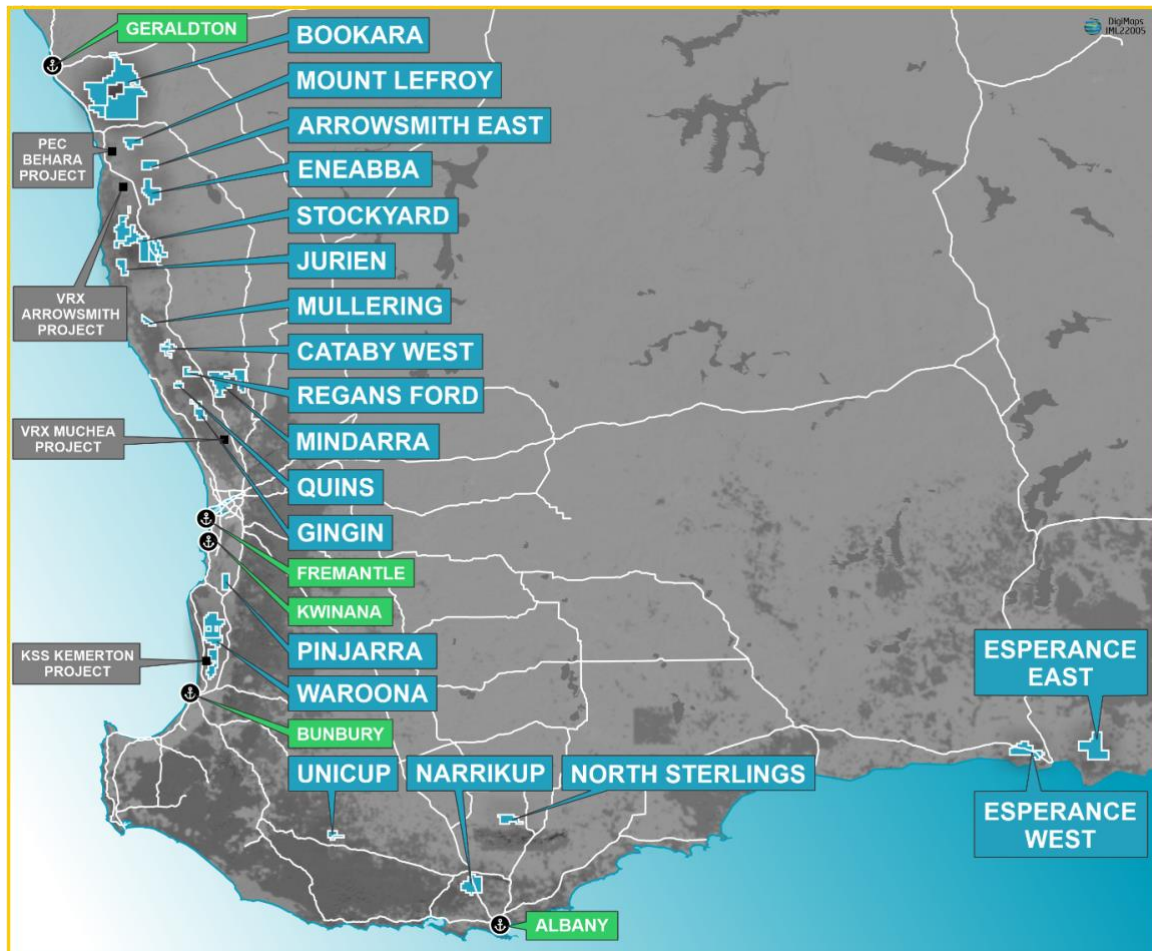 DigiMaps
JML22005
GERALDTON
BOOKARA
MOUNT LEFROY
ARROWSMITH EAST
PEC
BEHARA
PROJECT
ENEABBA
STOCKYARD
JURIEN
VRX
ARROWSMITH
PROJECT
MULLERING
CATABY WEST
REGANS FORD
VRX MUCHEA
PROJECT
MINDARRA
QUINS
GINGIN
FREMANTLE
KWINANA
PINJARRA
KSS KEMERTON
PROJECT
WAROONA
BUNBURY
ESPERANCE
EAST
UNICUP
NARRIKUP
NORTH STERLINGS
ESPERANCE
WEST
ALBANY